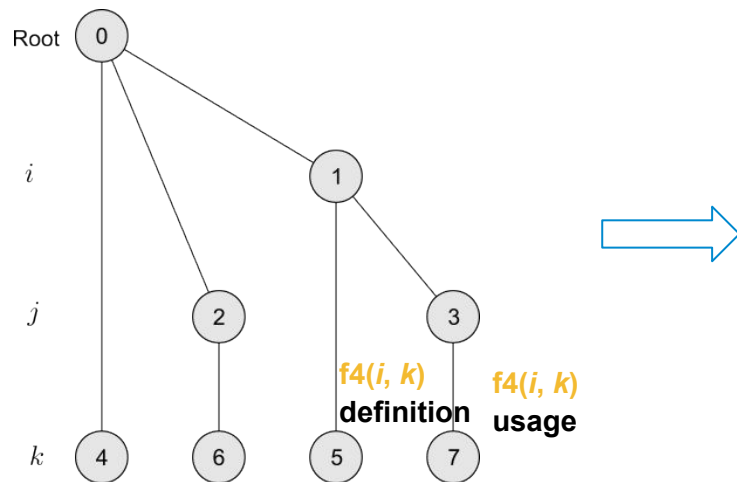 Root 0
i 1
j 2 3
f4(i, k) f4(i, k)
definition usage
k 4 6 5 7